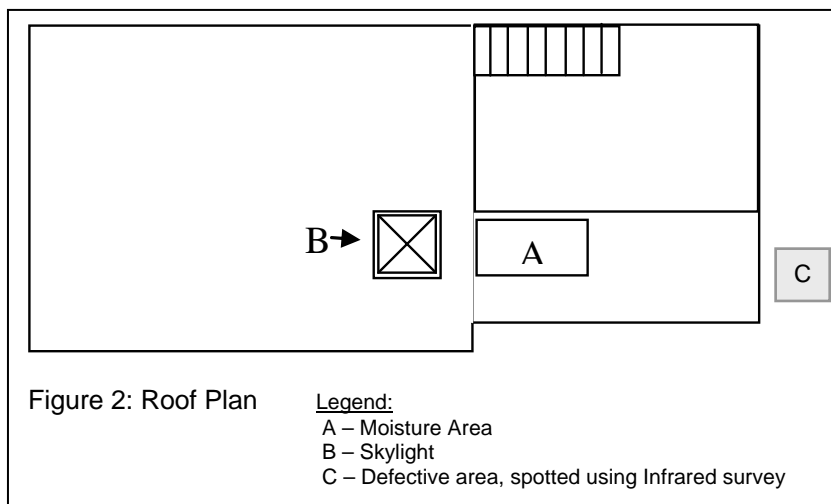 B
A
C
Figure 2: Roof Plan
Legend:
A – Moisture Area
B – Skylight
C – Defective area, spotted using Infrared survey